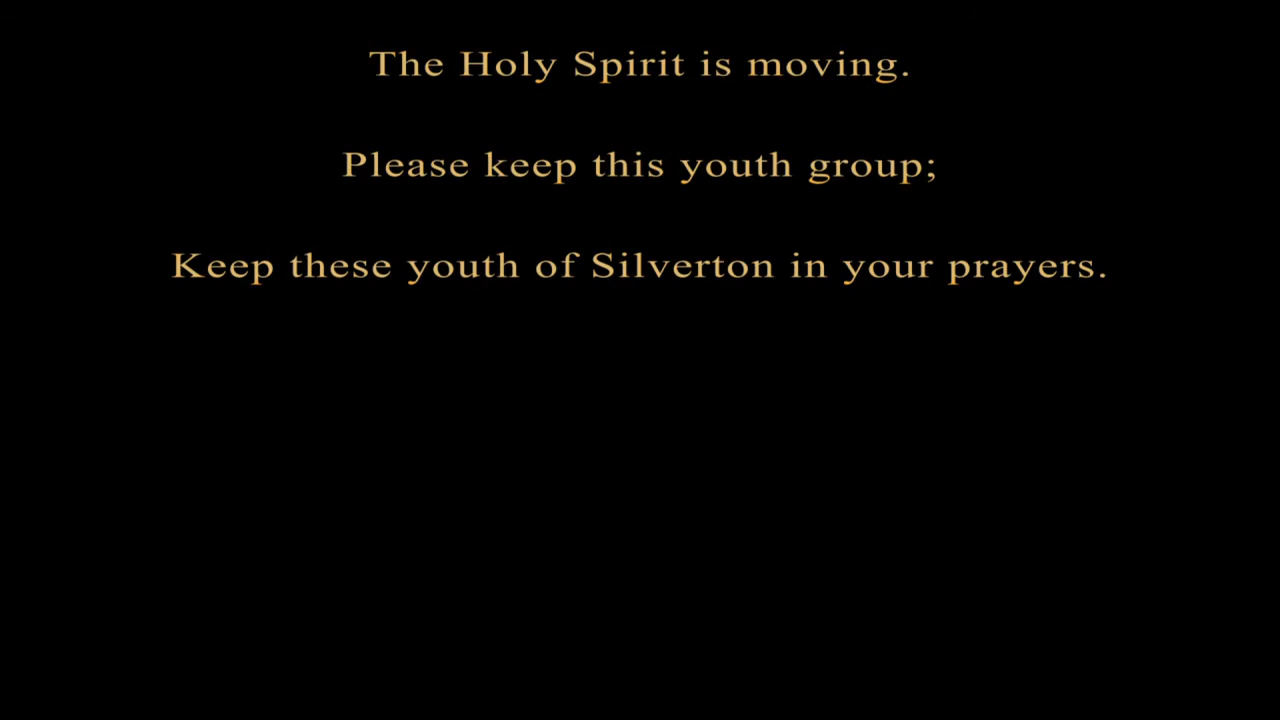 The Holy Spirit is moving.
Please keep this youth group;
Keep these youth of Silverton in your prayers.